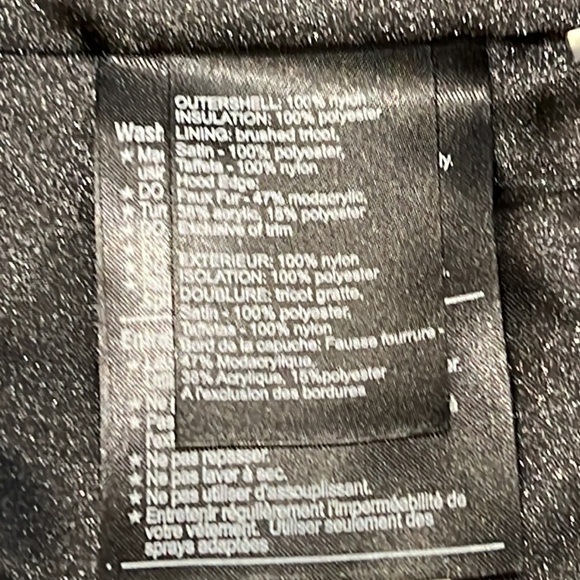 OUTERSHELL: 100% nylon
INSULATION: 100% polyester
LINING: brushed tricot,
Satin - 100% polyester,
Taffeta - 100% nylon
Hood Edge:
Faux Fur - 47% modacrylic,
38% acrylic, 15% polyester
Exclusive of trim
EXTERIEUR: 100% nylon
ISOLATION: 100% polyester
DOUBLURE: tricot gratte,
Satin - 100% polyester,
Taffetas - 100% nylon
Bord de la capuche: Fausse fourrure -
47% Modacrylique,
38% Acrylique, 15%polyester
A l'exclusion des bordures
Wash
★ Ne pas repasser.
★ Ne pas laver à sec.
★ Ne pas utiliser d'assouplissant.
★ Entretenir régulièrement l'imperméabilité de
votre vêtement. Utiliser seulement des
sprays adaptées